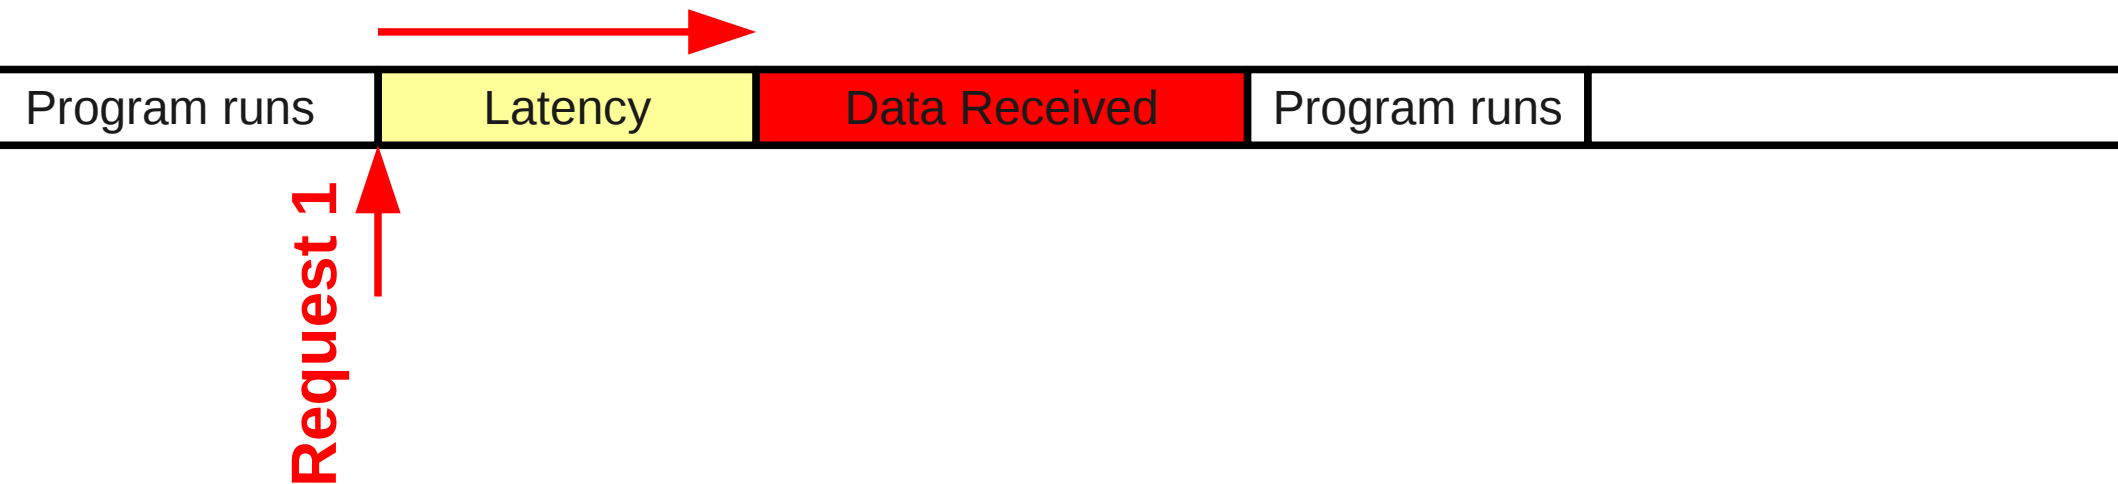 Program runs
Latency
Data Received
Program runs
Request 1